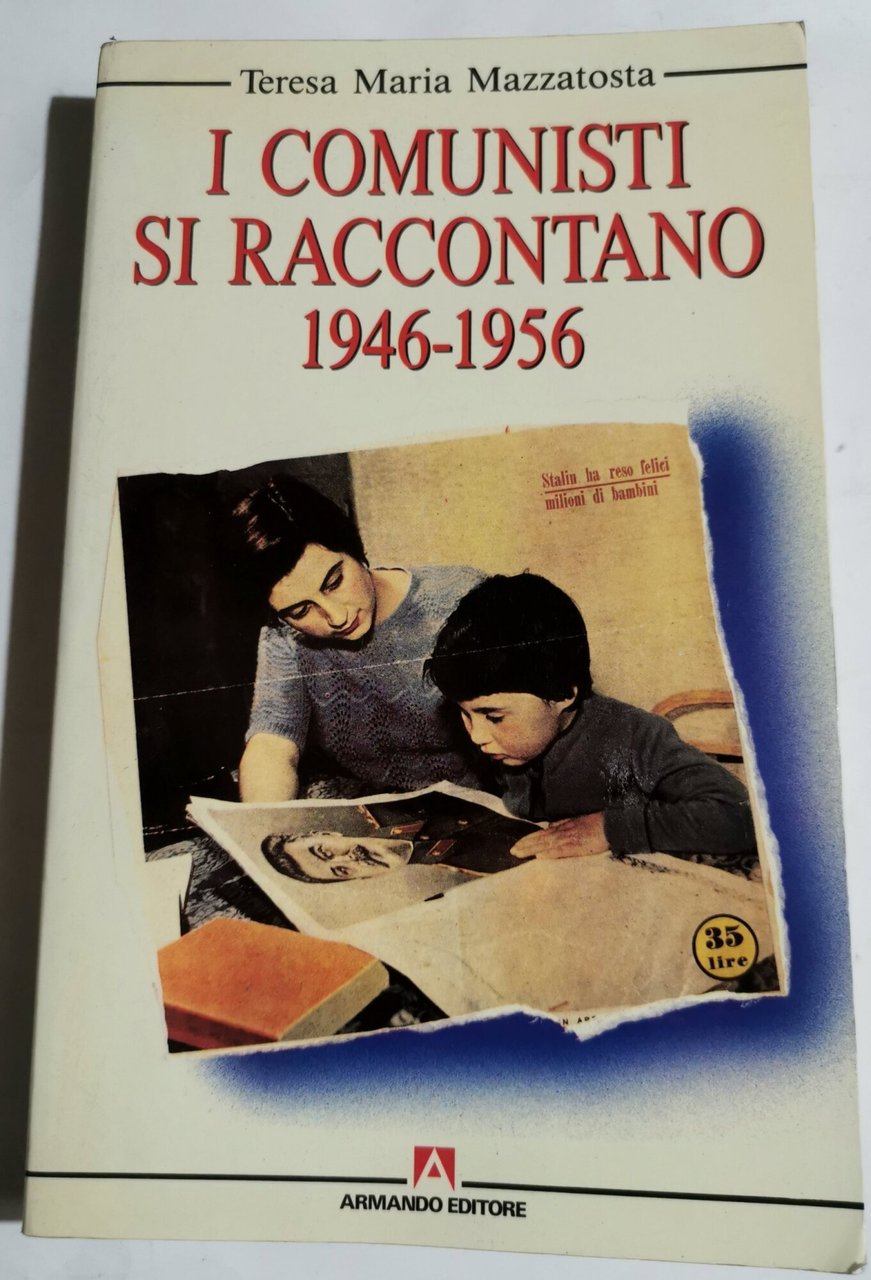 Teresa Maria Mazzatosta
I COMUNISTI
SI RACCONTANO
1946-1956
Stalin ha reso felici
milioni di bambini
35
lire
ARMANDO EDITORE